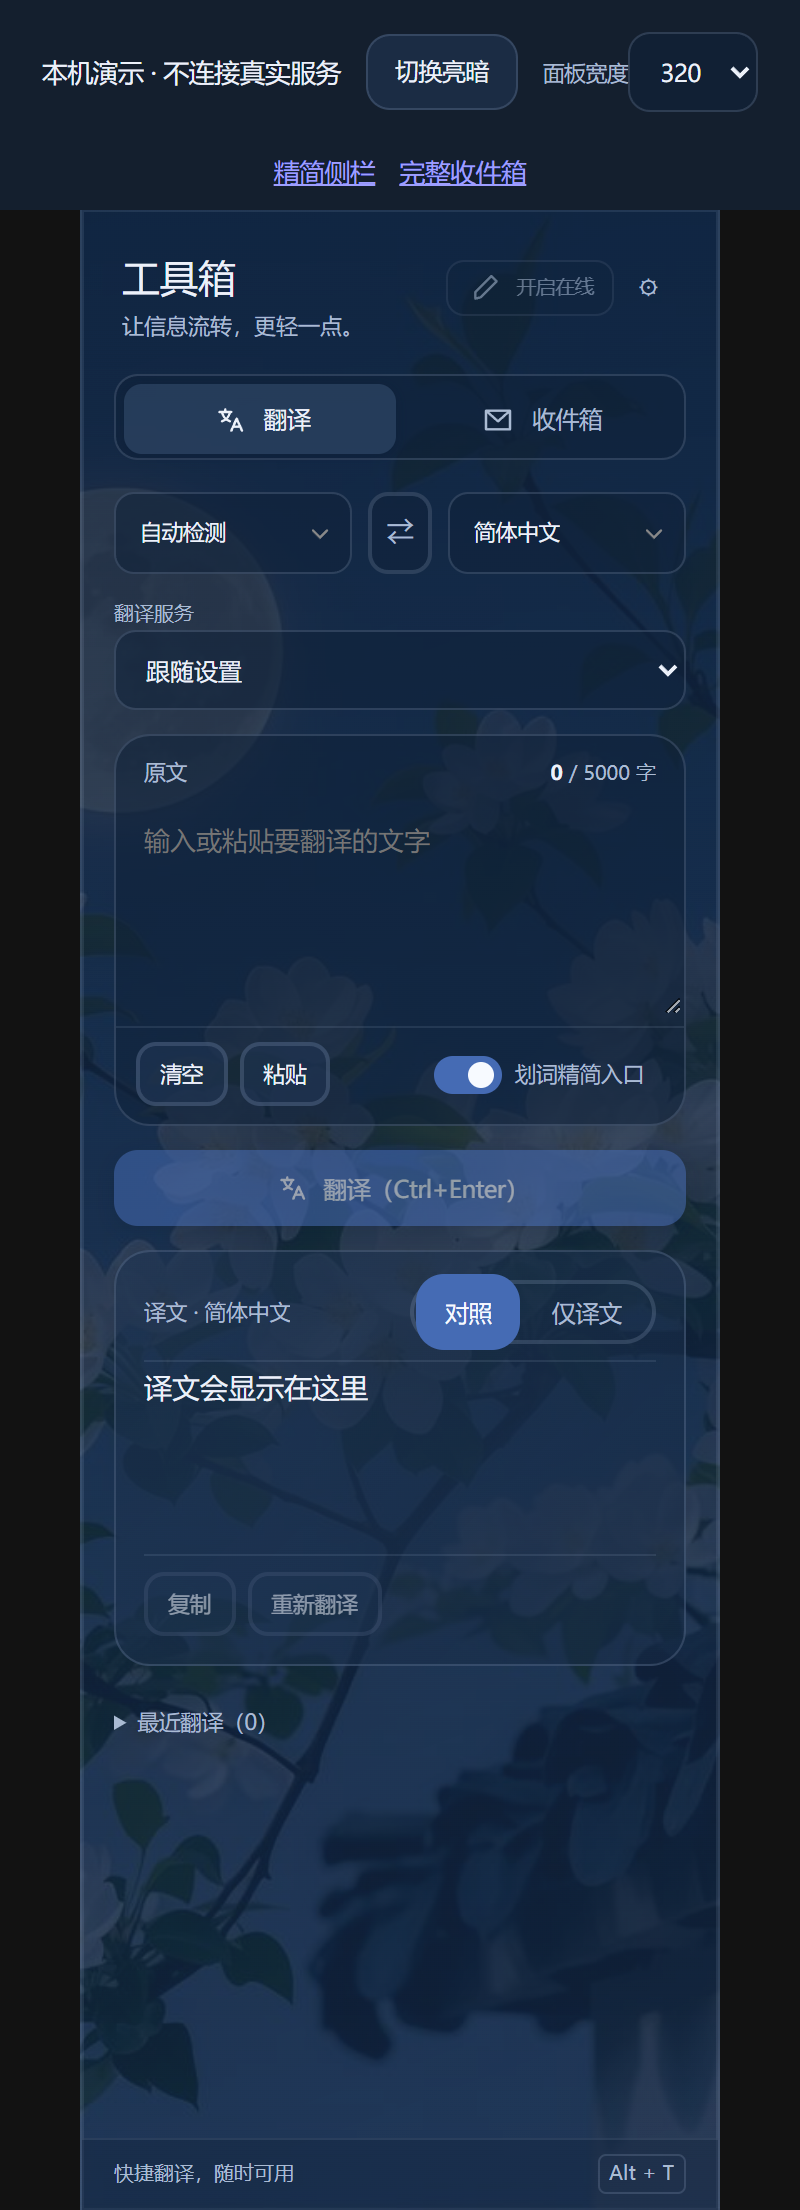 本机演示 · 不连接真实服务 切换亮暗 面板宽度 320
精简侧栏 完整收件箱
工具箱
开启在线
让信息流转，更轻一点。
翻译 收件箱
自动检测 简体中文
翻译服务
跟随设置
原文 0 / 5000 字
输入或粘贴要翻译的文字
清空 粘贴 划词精简入口
翻译（Ctrl+Enter）
译文 · 简体中文 对照 仅译文
译文会显示在这里
复制 重新翻译
最近翻译（0）
快捷翻译，随时可用 Alt + T